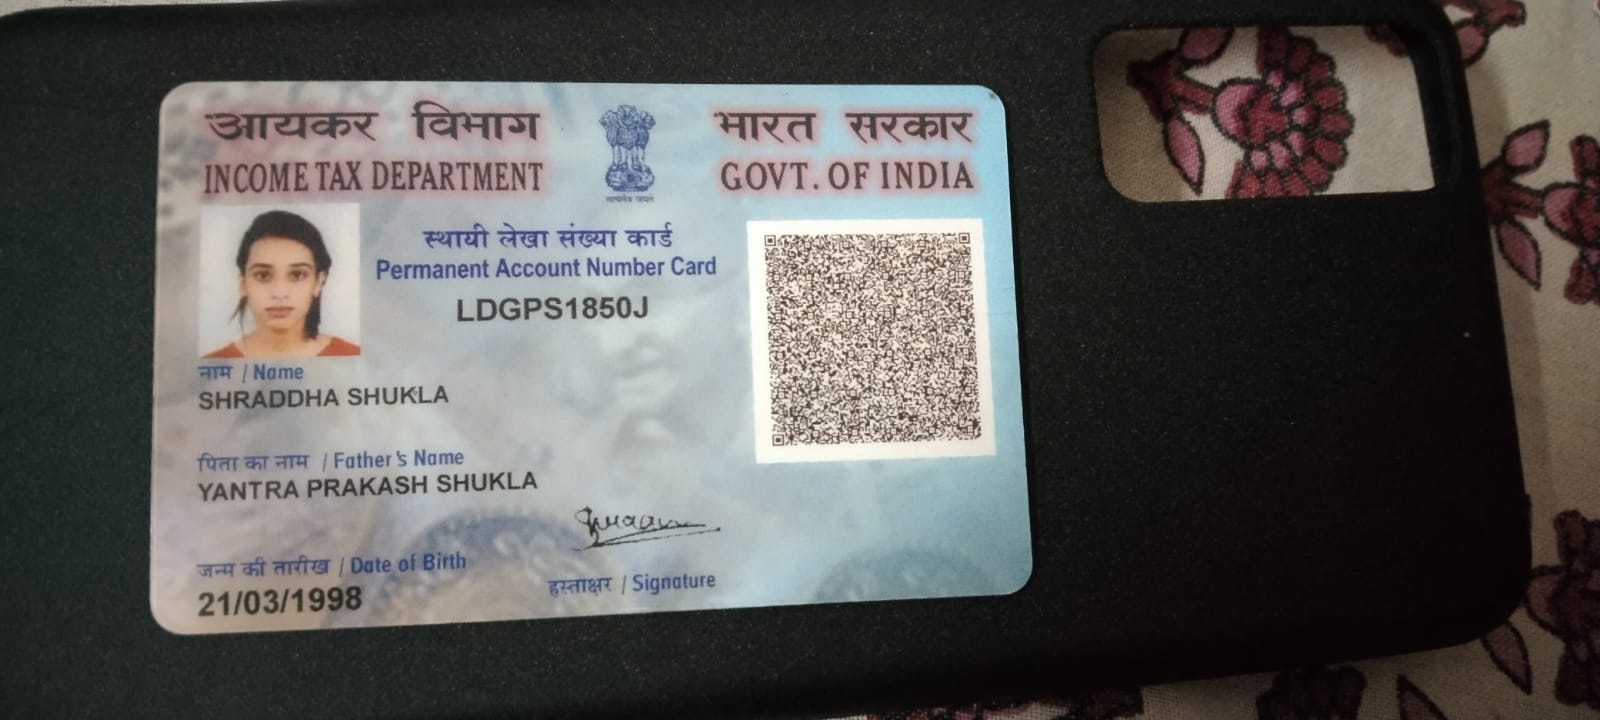 आयकर विभाग
INCOME TAX DEPARTMENT
सत्यमेव जयते
भारत सरकार
GOVT. OF INDIA
स्थायी लेखा संख्या कार्ड
Permanent Account Number Card
LDGPS1850J
नाम / Name
SHRADDHA SHUKLA
पिता का नाम / Father's Name
YANTRA PRAKASH SHUKLA
जन्म की तारीख / Date of Birth
21/03/1998
हस्ताक्षर / Signature